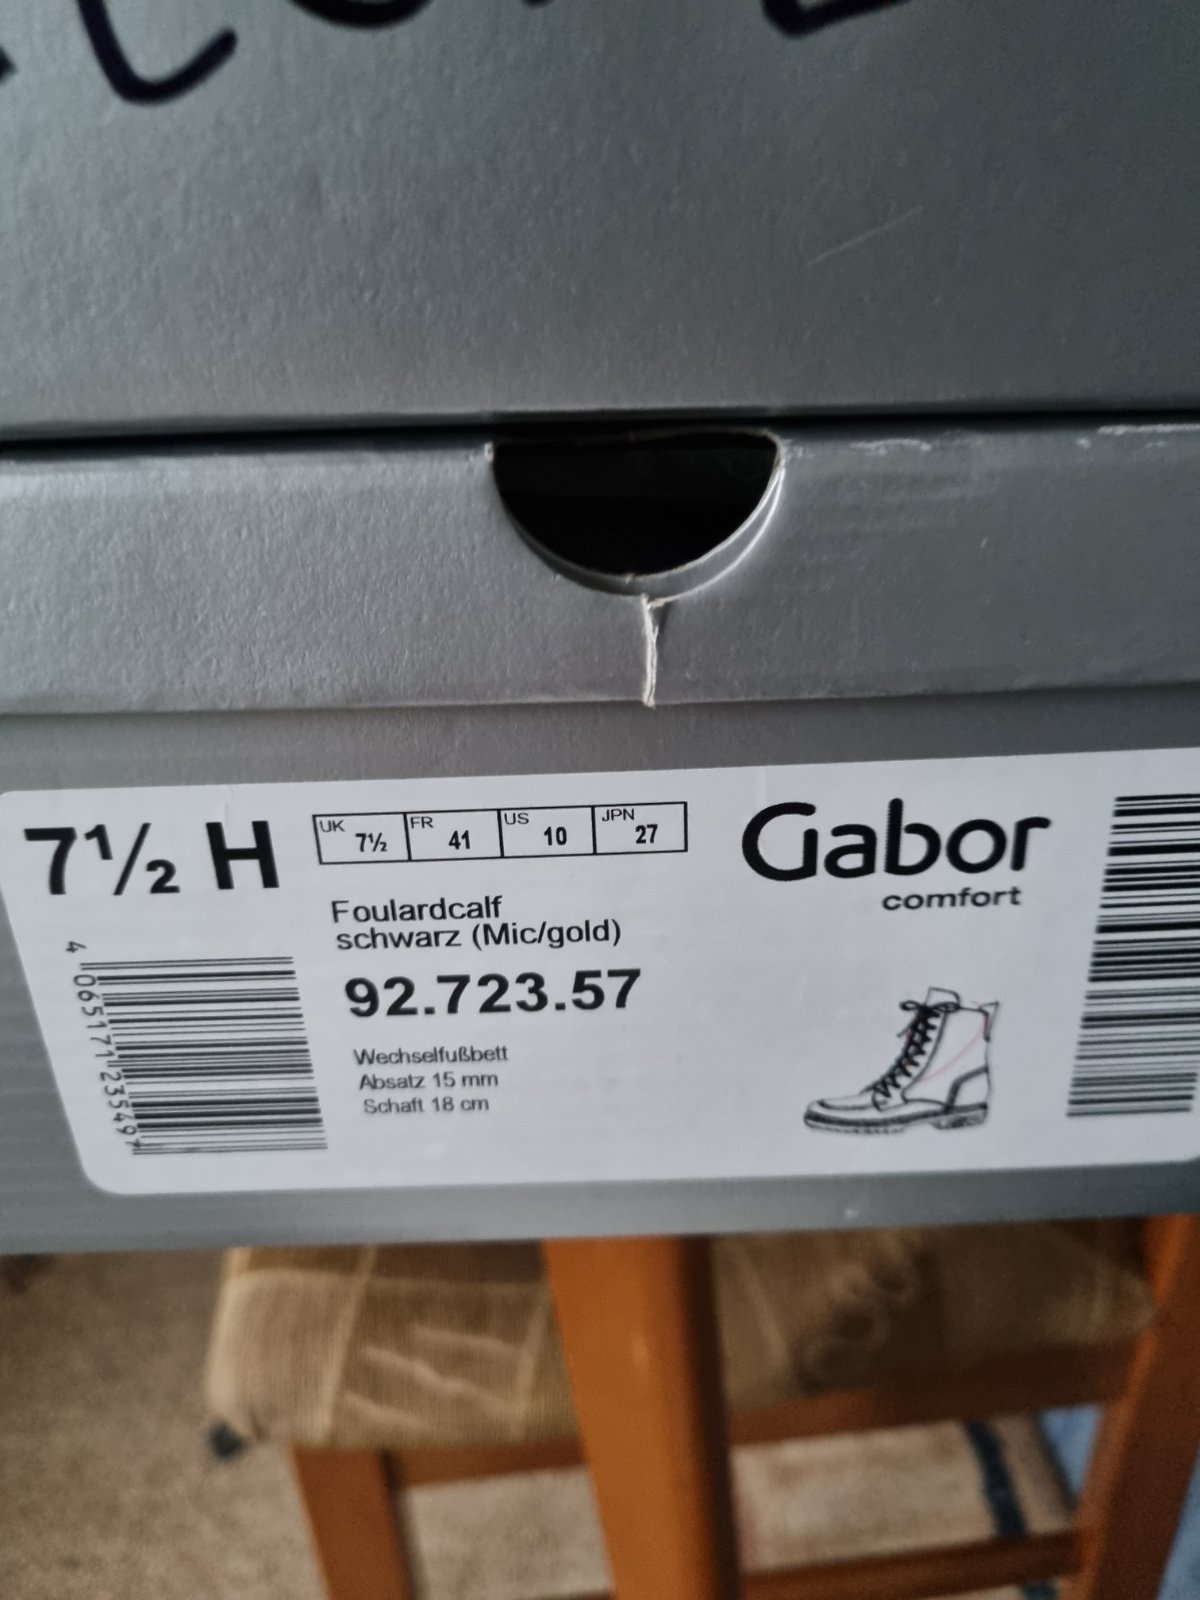 7½ H
UK 7½ FR 41 US 10 JPN 27
Gabor
comfort
Foulardcalf
schwarz (Mic/gold)
92.723.57
Wechselfußbett
Absatz 15 mm
Schaft 18 cm
4 065171 235497